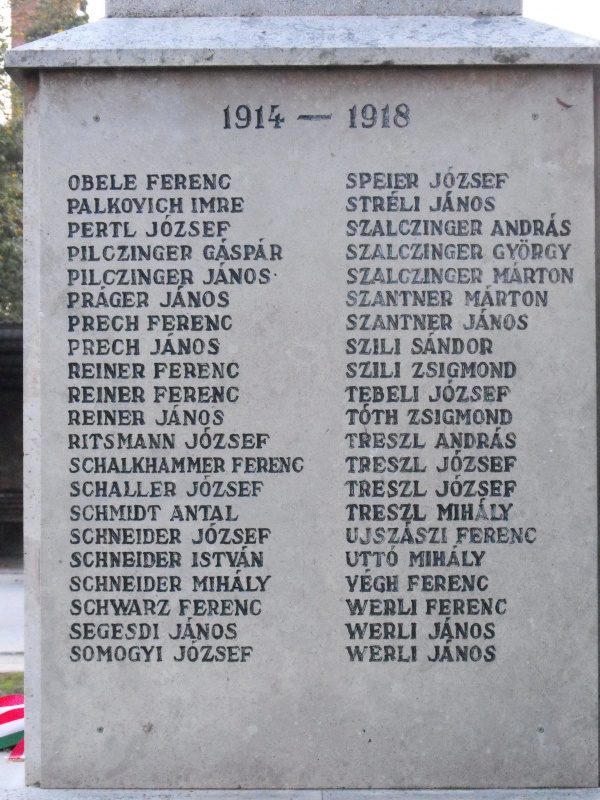 1914 — 1918
OBELE FERENC
PALKOVICH IMRE
PERTL JÓZSEF
PILCZINGER GÁSPÁR
PILCZINGER JÁNOS
PRÁGER JÁNOS
PRECH FERENC
PRECH JÁNOS
REINER FERENC
REINER FERENC
REINER JÁNOS
RITSMANN JÓZSEF
SCHALKHAMMER FERENC
SCHALLER JÓZSEF
SCHMIDT ANTAL
SCHNEIDER JÓZSEF
SCHNEIDER ISTVÁN
SCHNEIDER MIHÁLY
SCHWARZ FERENC
SEGESDI JÁNOS
SOMOGYI JÓZSEF
SPEIER JÓZSEF
STRÉLI JÁNOS
SZALCZINGER ANDRÁS
SZALCZINGER GYÖRGY
SZALCZINGER MÁRTON
SZANTNER MÁRTON
SZANTNER JÁNOS
SZILI SÁNDOR
SZILI ZSIGMOND
TEBELI JÓZSEF
TÓTH ZSIGMOND
TRESZL ANDRÁS
TRESZL JÓZSEF
TRESZL JÓZSEF
TRESZL MIHÁLY
UJSZÁSZI FERENC
UTTÓ MIHÁLY
VÉGH FERENC
WERLI FERENC
WERLI JÁNOS
WERLI JÁNOS